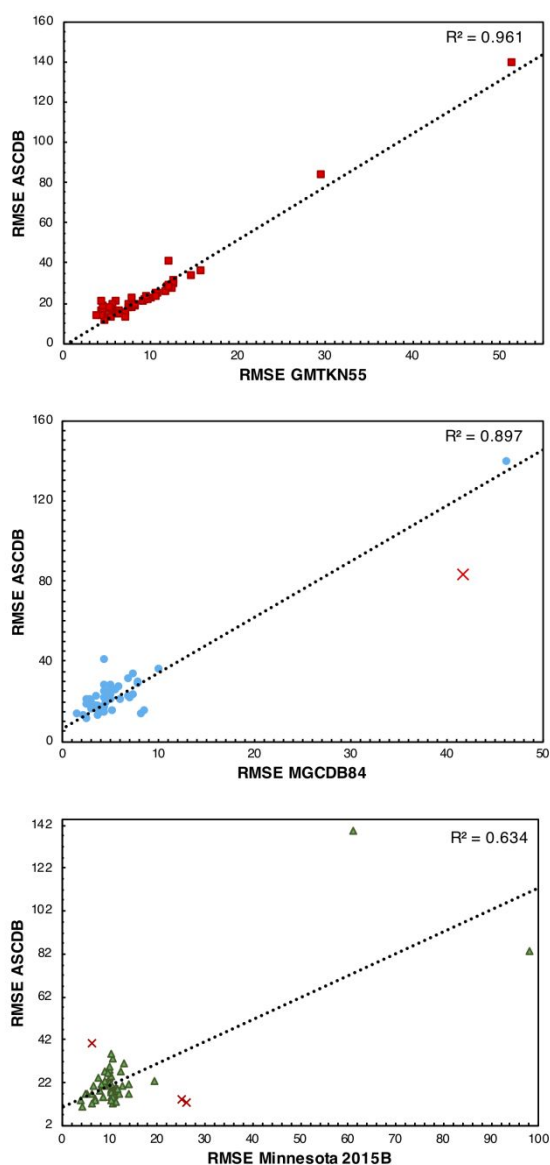 R² = 0.961
160
140
120
100
80
60
40
20
0
RMSE ASCDB
0 10 20 30 40 50
RMSE GMTKN55
R² = 0.897
160
120
80
40
0
RMSE ASCDB
0 10 20 30 40 50
RMSE MGCDB84
R² = 0.634
142
122
102
82
62
42
22
2
RMSE ASCDB
0 10 20 30 40 50 60 70 80 90 100
RMSE Minnesota 2015B